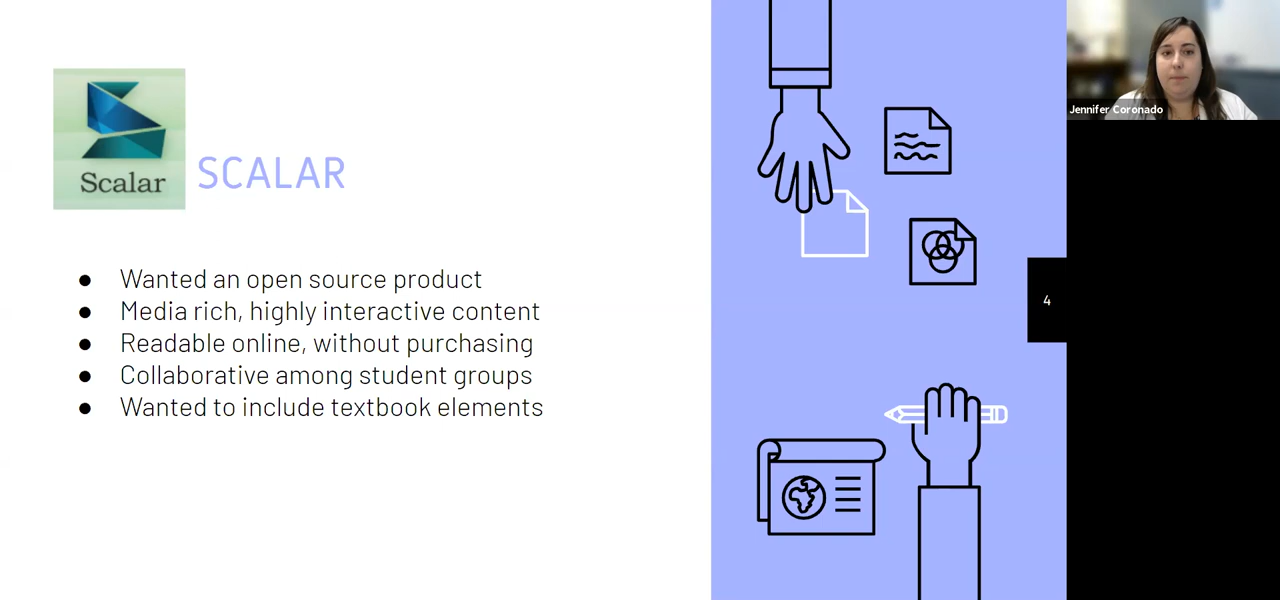 Scalar
SCALAR
● Wanted an open source product
● Media rich, highly interactive content
● Readable online, without purchasing
● Collaborative among student groups
● Wanted to include textbook elements
4
Jennifer Coronado